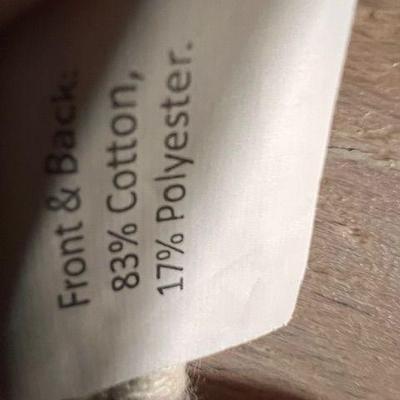 Front & Back:
83% Cotton,
17% Polyester.